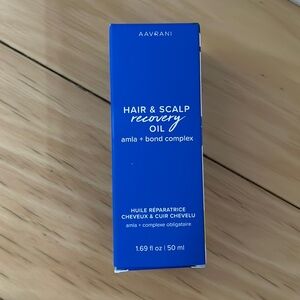 AAVRANI
HAIR & SCALP
recovery
OIL
amla + bond complex
HUILE RÉPARATRICE
CHEVEUX & CUIR CHEVELU
amla + complexe obligataire
1.69 fl oz | 50 ml